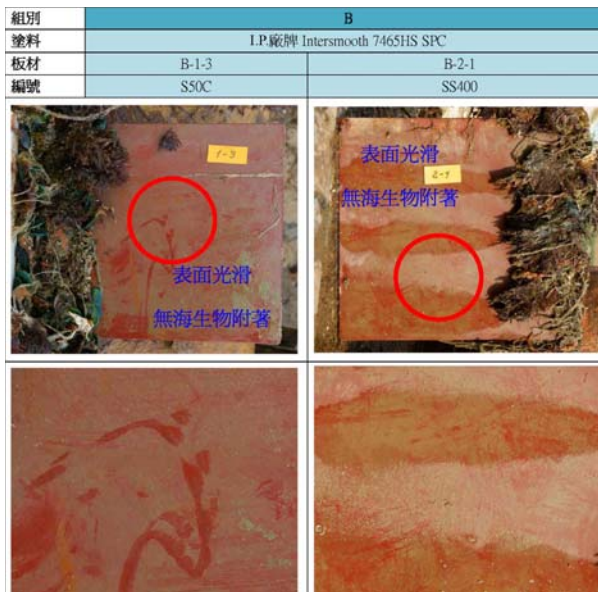 組別 B
塗料 I.P.廠牌 Intersmooth 7465HS SPC
板材 B-1-3 B-2-1
編號 S50C SS400
1-3
表面光滑
無海生物附著
表面光滑
2-1
無海生物附著